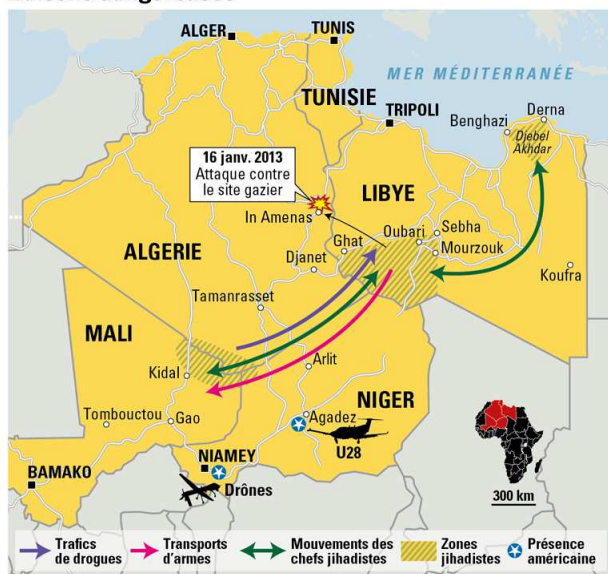 ALGER
TUNIS
MER MÉDITERRANÉE
TUNISIE
TRIPOLI
Benghazi
Derna
Djebel
Akhdar
16 janv. 2013
Attaque contre
le site gazier
In Amenas
LIBYE
Oubari
Sebha
Mourzouk
Ghat
Djanet
Koufra
ALGERIE
Tamanrasset
MALI
Kidal
Arlit
NIGER
Tombouctou
Gao
Agadez
U28
NIAMEY
Drônes
BAMAKO
300 km
Trafics
de drogues
Transports
d'armes
Mouvements des
chefs jihadistes
Zones
jihadistes
Présence
américaine